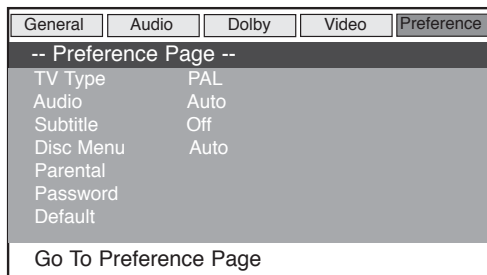 General Audio Dolby Video Preference
-- Preference Page --
TV Type PAL
Audio Auto
Subtitle Off
Disc Menu Auto
Parental
Password
Default
Go To Preference Page